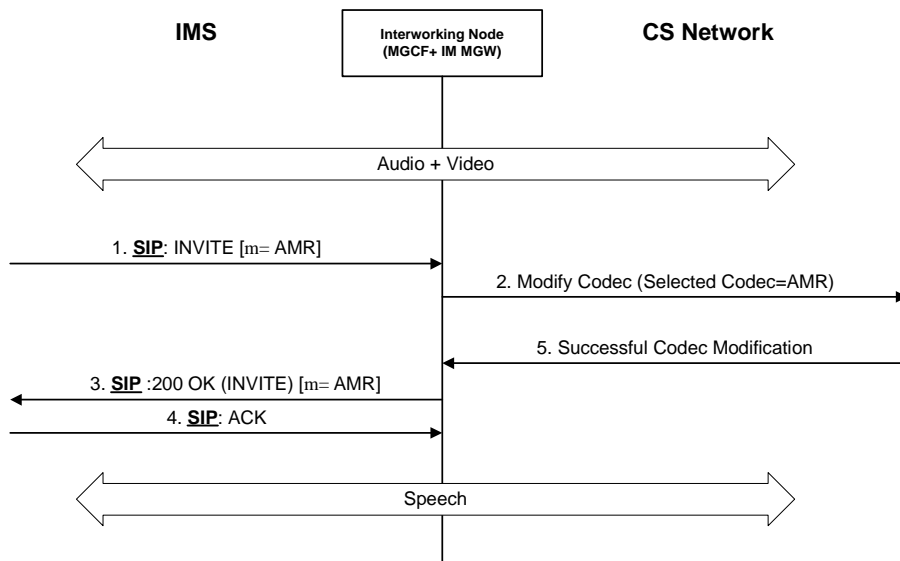 IMS
Interworking Node
(MGCF+ IM MGW)
CS Network
Audio + Video
1. SIP: INVITE [m= AMR]
2. Modify Codec (Selected Codec=AMR)
5. Successful Codec Modification
3. SIP :200 OK (INVITE) [m= AMR]
4. SIP: ACK
Speech